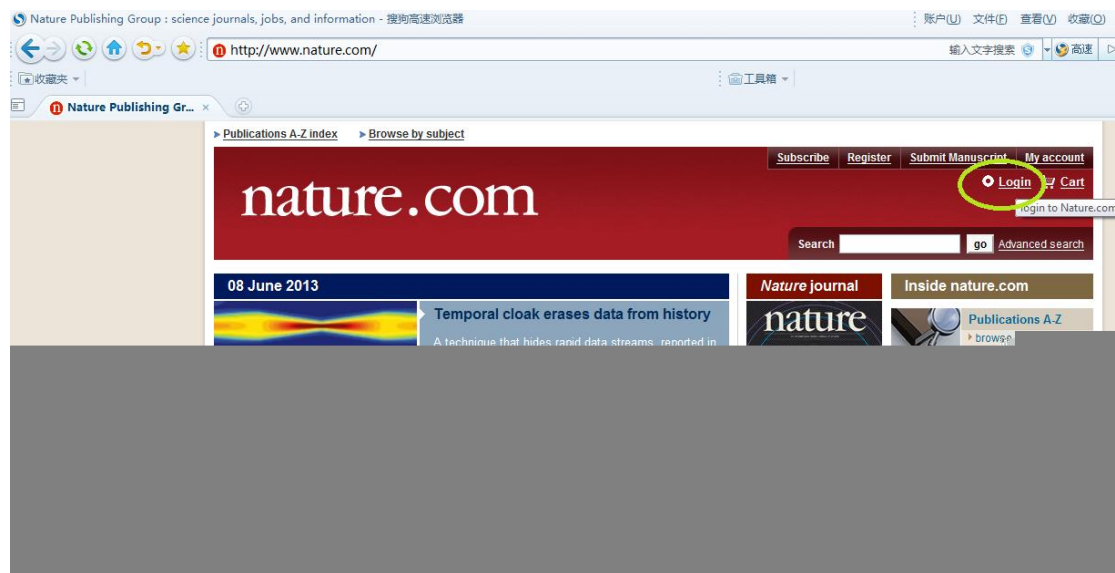 Nature Publishing Group : science journals, jobs, and information - 搜狗高速浏览器
账户(U) 文件(F) 查看(V) 收藏(O)
http://www.nature.com/
输入文字搜索 高速
收藏夹
工具箱
Nature Publishing Gr...
Publications A-Z index Browse by subject
Subscribe Register Submit Manuscript My account
nature.com
Login Cart
login to Nature.com
Search go Advanced search
08 June 2013
Nature journal
Inside nature.com
Temporal cloak erases data from history
nature
Publications A-Z
A technique that hides rapid data streams, reported in
browse